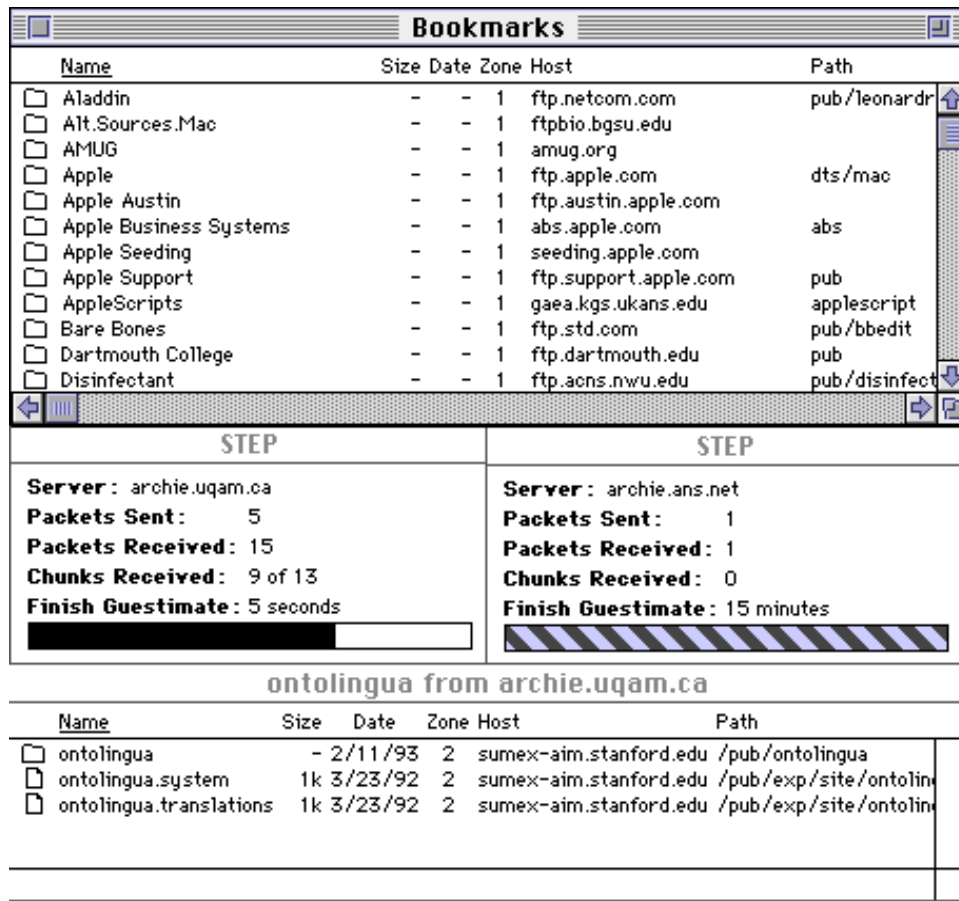 Bookmarks
Name Size Date Zone Host Path
Aladdin - - 1 ftp.netcom.com pub/leonardr
Alt.Sources.Mac - - 1 ftpbio.bgsu.edu
AMUG - - 1 amug.org
Apple - - 1 ftp.apple.com dts/mac
Apple Austin - - 1 ftp.austin.apple.com
Apple Business Systems - - 1 abs.apple.com abs
Apple Seeding - - 1 seeding.apple.com
Apple Support - - 1 ftp.support.apple.com pub
AppleScripts - - 1 gaea.kgs.ukans.edu applescript
Bare Bones - - 1 ftp.std.com pub/bbedit
Dartmouth College - - 1 ftp.dartmouth.edu pub
Disinfectant - - 1 ftp.acns.nwu.edu pub/disinfect
STEP
Server: archie.uqam.ca
Packets Sent: 5
Packets Received: 15
Chunks Received: 9 of 13
Finish Guestimate: 5 seconds
STEP
Server: archie.ans.net
Packets Sent: 1
Packets Received: 1
Chunks Received: 0
Finish Guestimate: 15 minutes
ontolingua from archie.uqam.ca
Name Size Date Zone Host Path
ontolingua - 2/11/93 2 sumex-aim.stanford.edu /pub/ontolingua
ontolingua.system 1k 3/23/92 2 sumex-aim.stanford.edu /pub/exp/site/ontolin
ontolingua.translations 1k 3/23/92 2 sumex-aim.stanford.edu /pub/exp/site/ontolin